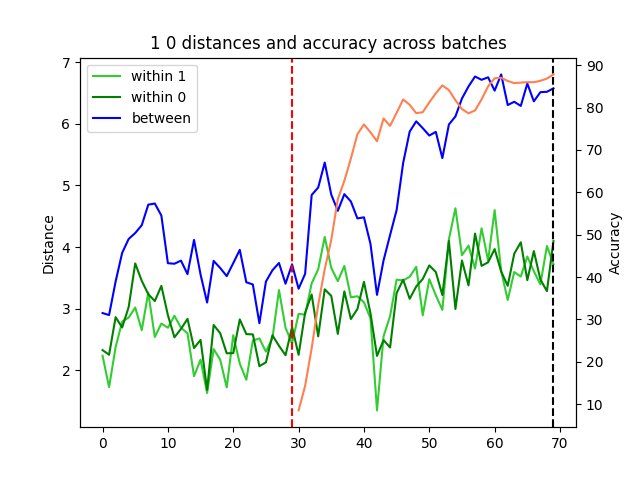 1 0 distances and accuracy across batches
within 1
within 0
between
Distance
7
6
5
4
3
2
Accuracy
90
80
70
60
50
40
30
20
10
0 10 20 30 40 50 60 70